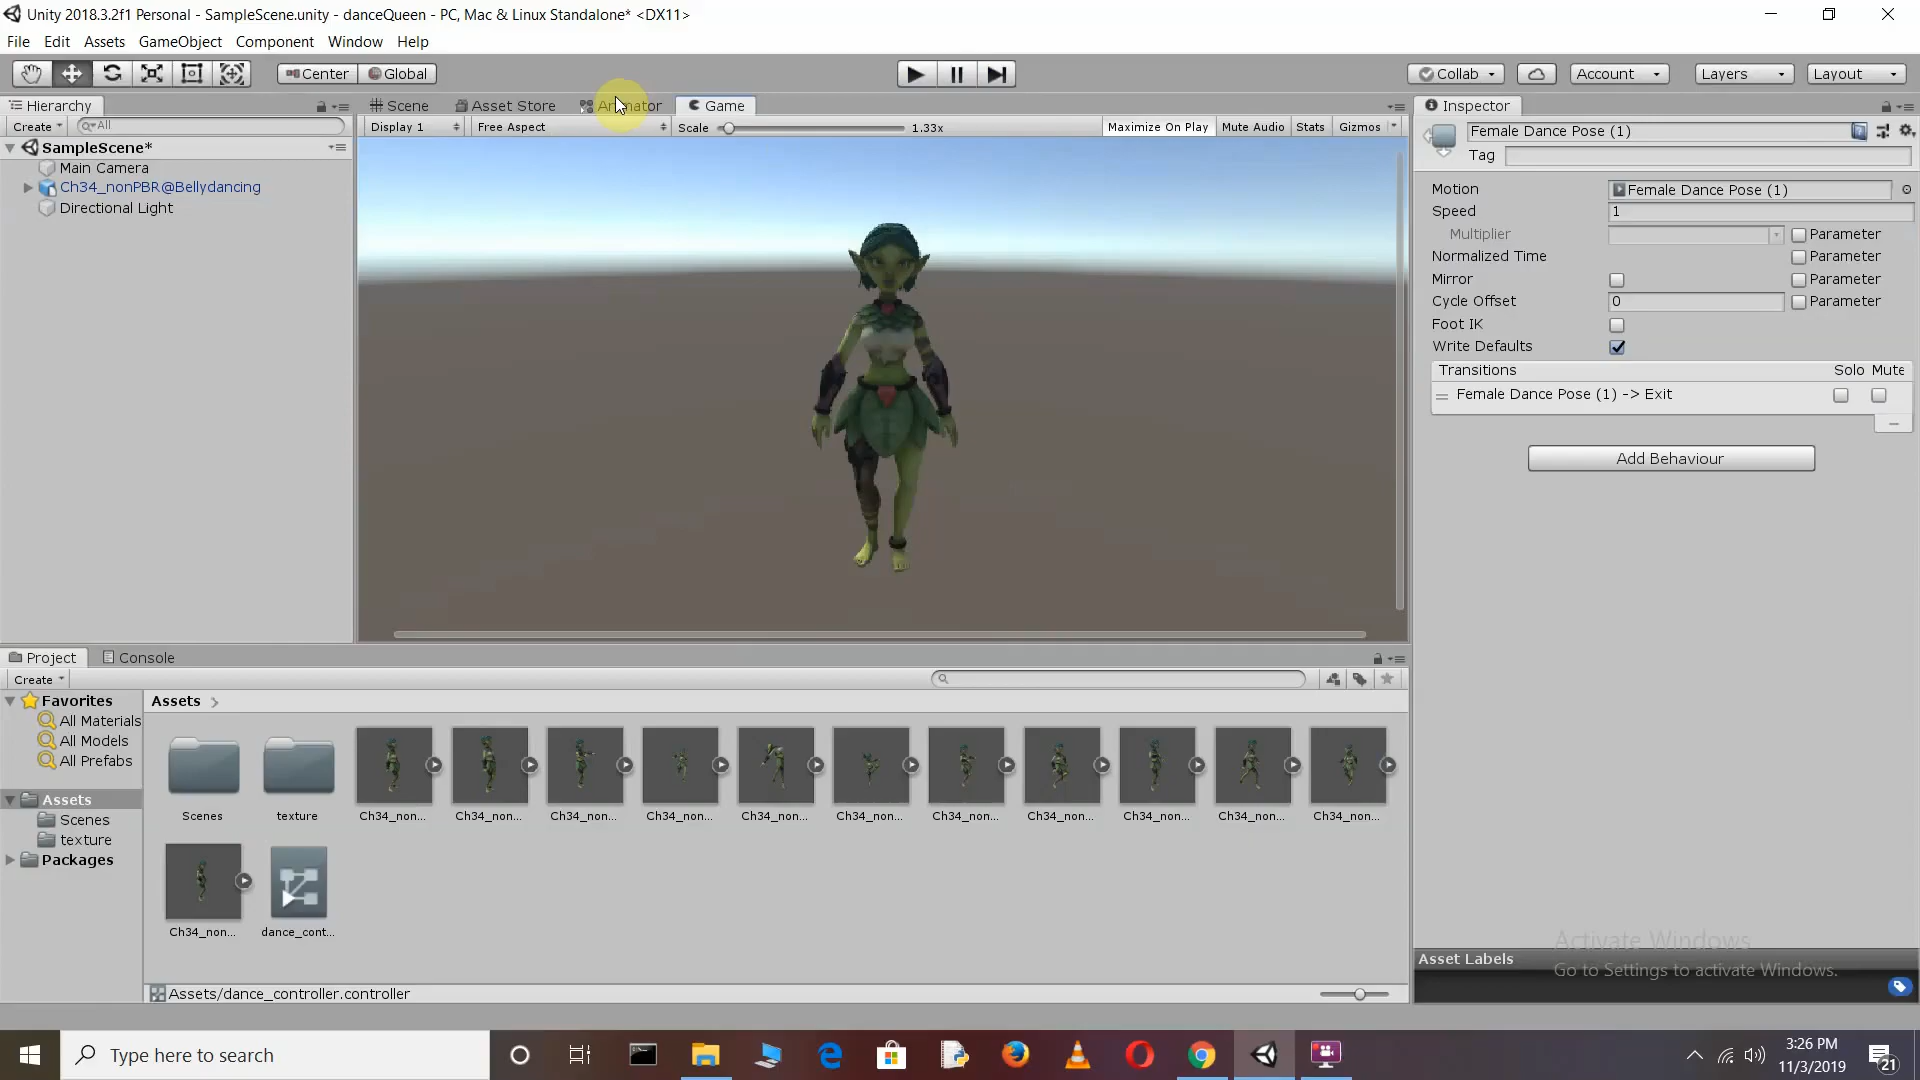 Unity 2018.3.2f1 Personal - SampleScene.unity - danceQueen - PC, Mac & Linux Standalone* <DX11>
File Edit Assets GameObject Component Window Help
Center Global Collab Account Layers Layout
Hierarchy Scene Asset Store Animator Game Inspector
Create All Display 1 Free Aspect Scale 1.33x Maximize On Play Mute Audio Stats Gizmos
SampleScene*
Main Camera
Ch34_nonPBR@Bellydancing
Directional Light
Female Dance Pose (1)
Tag
Motion Female Dance Pose (1)
Speed 1
Multiplier Parameter
Normalized Time Parameter
Mirror Parameter
Cycle Offset 0 Parameter
Foot IK
Write Defaults
Transitions Solo Mute
Female Dance Pose (1) -> Exit
Add Behaviour
Project Console
Create
Favorites
All Materials
All Models
All Prefabs
Assets
Scenes
texture
Packages
Assets
Scenes texture Ch34_non... Ch34_non... Ch34_non... Ch34_non... Ch34_non... Ch34_non... Ch34_non... Ch34_non... Ch34_non... Ch34_non... Ch34_non...
Ch34_non... dance_cont...
Assets/dance_controller.controller
Activate Windows
Go to Settings to activate Windows.
Asset Labels
Type here to search
3:26 PM
11/3/2019
21